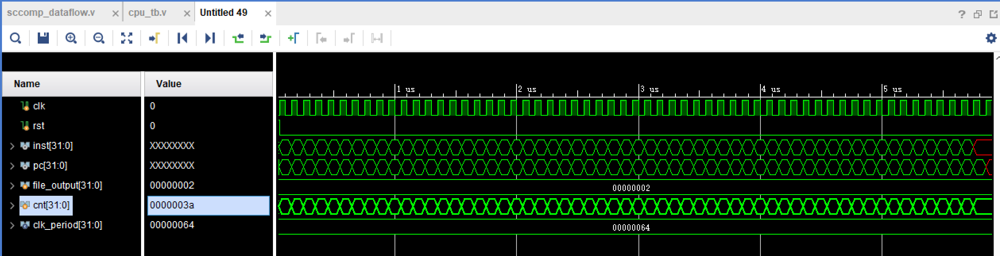 sccomp_dataflow.v cpu_tb.v Untitled 49
Name Value
1 us 2 us 3 us 4 us 5 us
clk 0
rst 0
inst[31:0] XXXXXXXX
pc[31:0] XXXXXXXX
file_output[31:0] 00000002 00000002
cnt[31:0] 0000003a
clk_period[31:0] 00000064 00000064